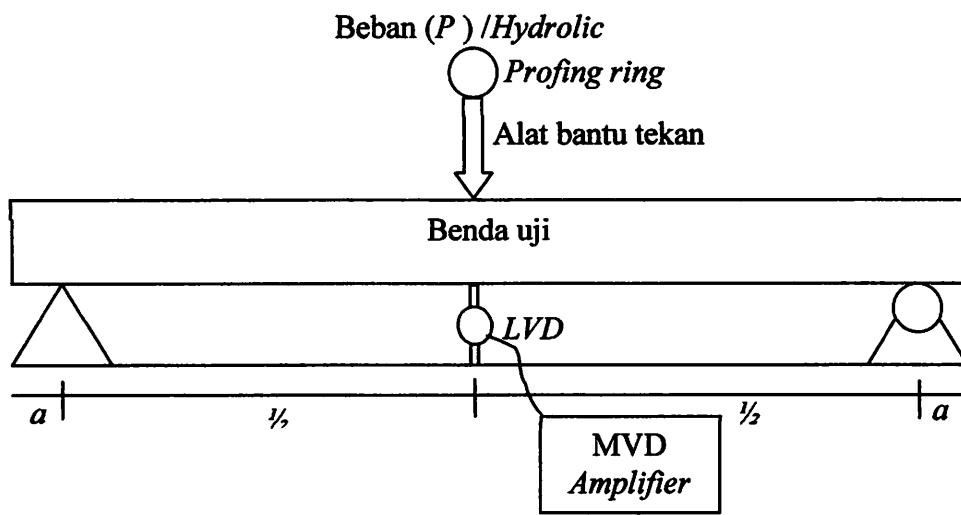 Beban (P ) /Hydrolic
Profing ring
Alat bantu tekan
Benda uji
LVD
a ½ ½ a
MVD
Amplifier